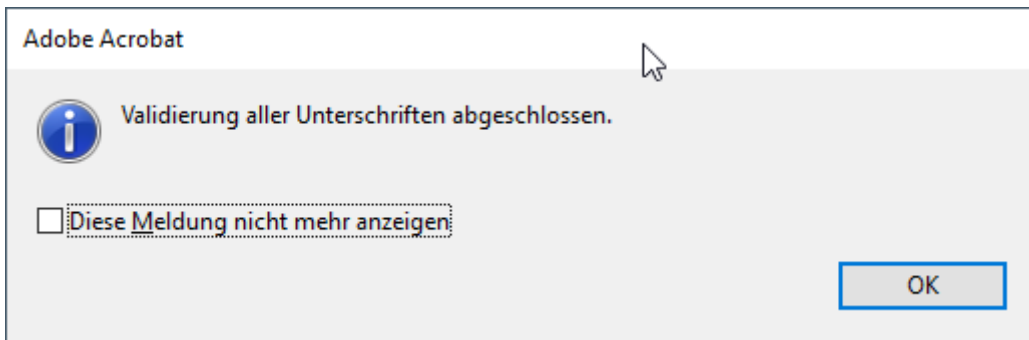 Adobe Acrobat
Validierung aller Unterschriften abgeschlossen.
Diese Meldung nicht mehr anzeigen
OK